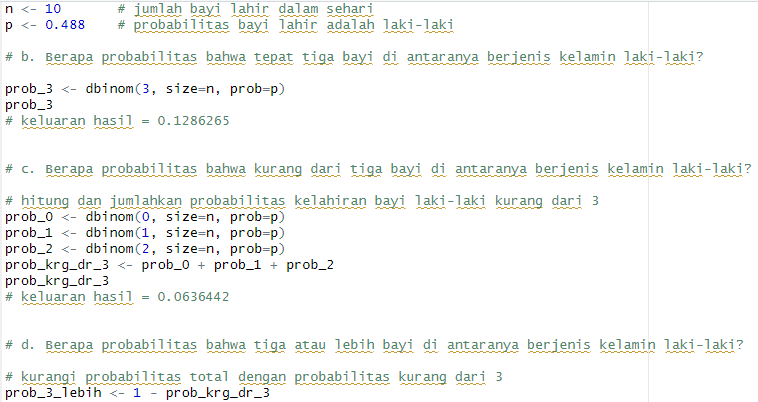 n <- 10 # jumlah bayi lahir dalam sehari
p <- 0.488 # probabilitas bayi lahir adalah laki-laki
# b. Berapa probabilitas bahwa tepat tiga bayi di antaranya berjenis kelamin laki-laki?
prob_3 <- dbinom(3, size=n, prob=p)
prob_3
# keluaran hasil = 0.1286265
# c. Berapa probabilitas bahwa kurang dari tiga bayi di antaranya berjenis kelamin laki-laki?
# hitung dan jumlahkan probabilitas kelahiran bayi laki-laki kurang dari 3
prob_0 <- dbinom(0, size=n, prob=p)
prob_1 <- dbinom(1, size=n, prob=p)
prob_2 <- dbinom(2, size=n, prob=p)
prob_krg_dr_3 <- prob_0 + prob_1 + prob_2
prob_krg_dr_3
# keluaran hasil = 0.0636442
# d. Berapa probabilitas bahwa tiga atau lebih bayi di antaranya berjenis kelamin laki-laki?
# kurangi probabilitas total dengan probabilitas kurang dari 3
prob_3_lebih <- 1 - prob_krg_dr_3